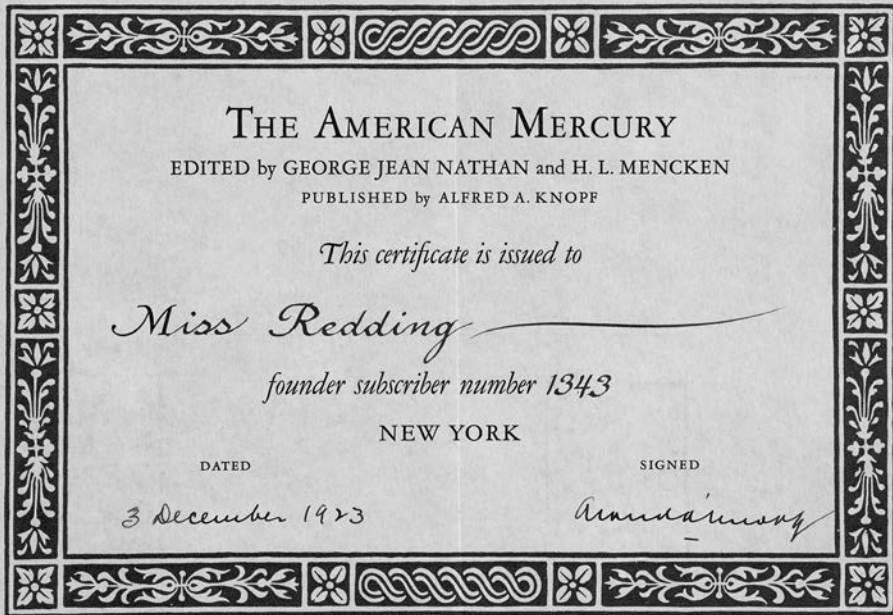 THE AMERICAN MERCURY
EDITED by GEORGE JEAN NATHAN and H. L. MENCKEN
PUBLISHED by ALFRED A. KNOPF
This certificate is issued to
Miss Redding
founder subscriber number 1343
NEW YORK
DATED SIGNED
3 December 1923